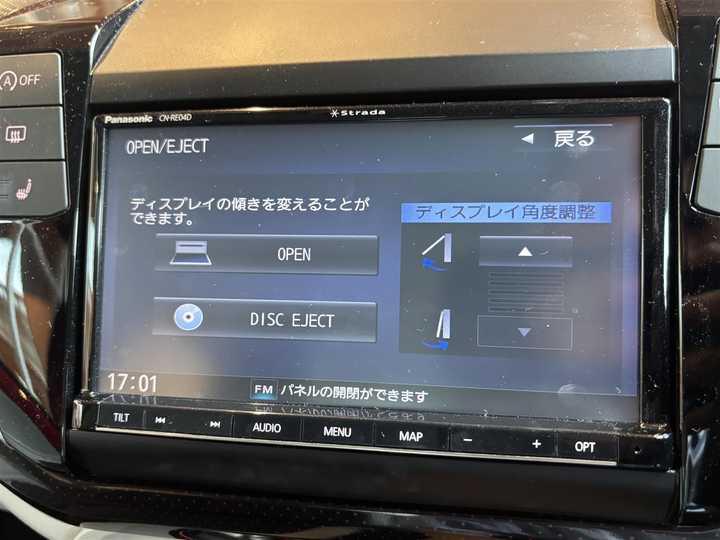 A OFF
Panasonic CN-RE04D
Strada
OPEN/EJECT
戻る
ディスプレイの傾きを変えることが
できます。
ディスプレイ角度調整
OPEN
DISC EJECT
17:01
FM パネルの開閉ができます
TILT AUDIO MENU MAP − + OPT